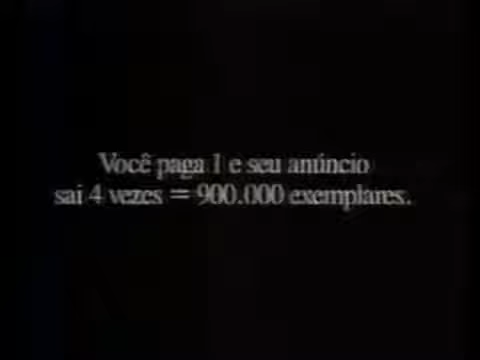 Você paga 1 e seu anúncio
sai 4 vezes = 900.000 exemplares.